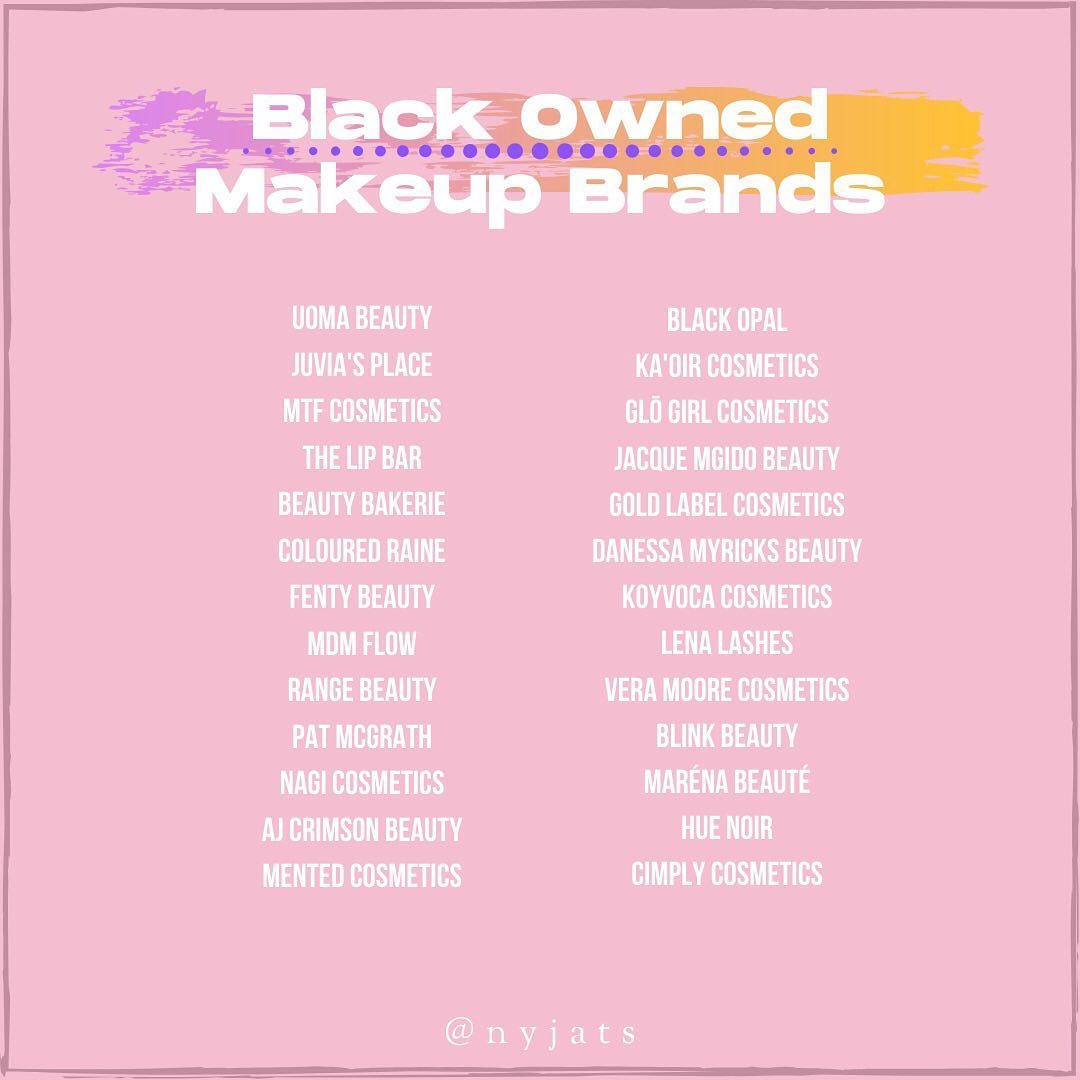 Black Owned
Makeup Brands
UOMA BEAUTY
JUVIA'S PLACE
MTF COSMETICS
THE LIP BAR
BEAUTY BAKERIE
COLOURED RAINE
FENTY BEAUTY
MDM FLOW
RANGE BEAUTY
PAT MCGRATH
NAGI COSMETICS
AJ CRIMSON BEAUTY
MENTED COSMETICS
BLACK OPAL
KA'OIR COSMETICS
GLŌ GIRL COSMETICS
JACQUE MGIDO BEAUTY
GOLD LABEL COSMETICS
DANESSA MYRICKS BEAUTY
KOYVOCA COSMETICS
LENA LASHES
VERA MOORE COSMETICS
BLINK BEAUTY
MARÉNA BEAUTÉ
HUE NOIR
CIMPLY COSMETICS
@nyjats